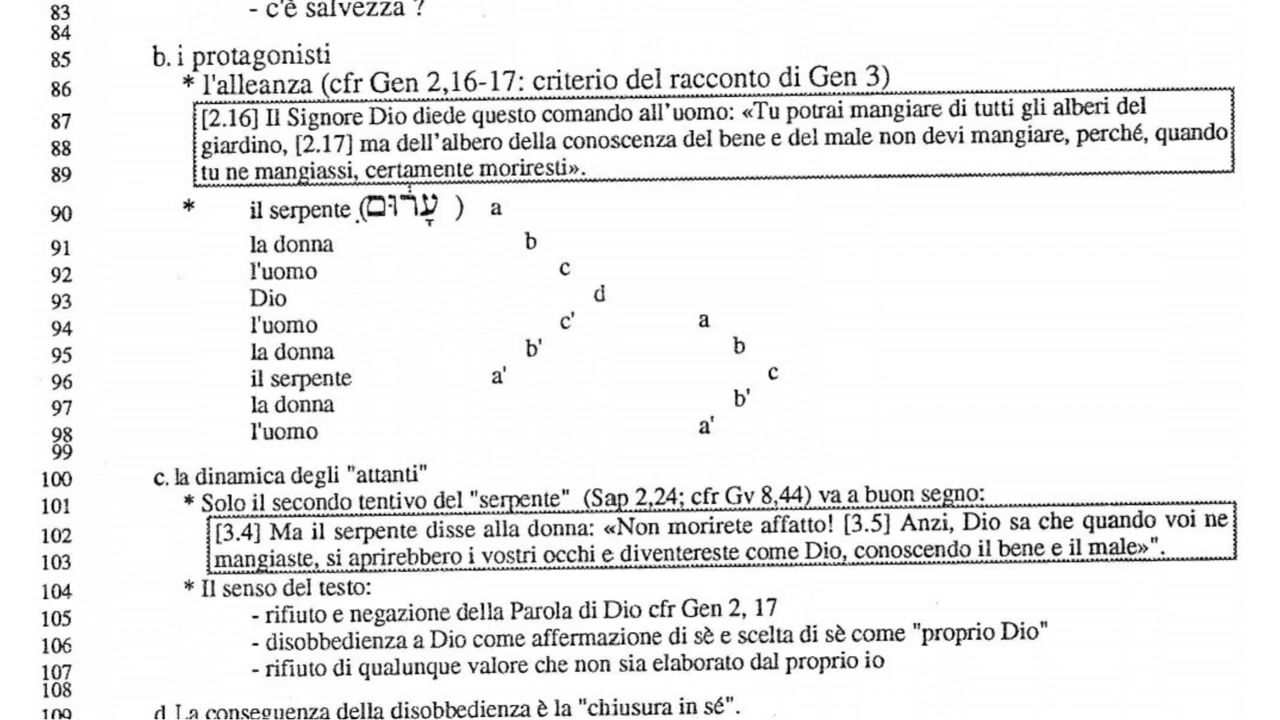 83 - c'è salvezza ?
84
85 b. i protagonisti
86 * l'alleanza (cfr Gen 2,16-17: criterio del racconto di Gen 3)
87 [2.16] Il Signore Dio diede questo comando all'uomo: «Tu potrai mangiare di tutti gli alberi del
88 giardino, [2.17] ma dell'albero della conoscenza del bene e del male non devi mangiare, perché, quando
89 tu ne mangiassi, certamente moriresti».
90 * il serpente (עָר֔וּם) a
91 la donna b
92 l'uomo c
93 Dio d
94 l'uomo c' a
95 la donna b' b
96 il serpente a' c
97 la donna b'
98 l'uomo a'
99
100 c. la dinamica degli "attanti"
101 * Solo il secondo tentivo del "serpente" (Sap 2,24; cfr Gv 8,44) va a buon segno:
102 [3.4] Ma il serpente disse alla donna: «Non morirete affatto! [3.5] Anzi, Dio sa che quando voi ne
103 mangiaste, si aprirebbero i vostri occhi e diventereste come Dio, conoscendo il bene e il male»".
104 * Il senso del testo:
105 - rifiuto e negazione della Parola di Dio cfr Gen 2, 17
106 - disobbedienza a Dio come affermazione di sè e scelta di sè come "proprio Dio"
107 - rifiuto di qualunque valore che non sia elaborato dal proprio io
108
109 d. La conseguenza della disobbedienza è la "chiusura in sé".